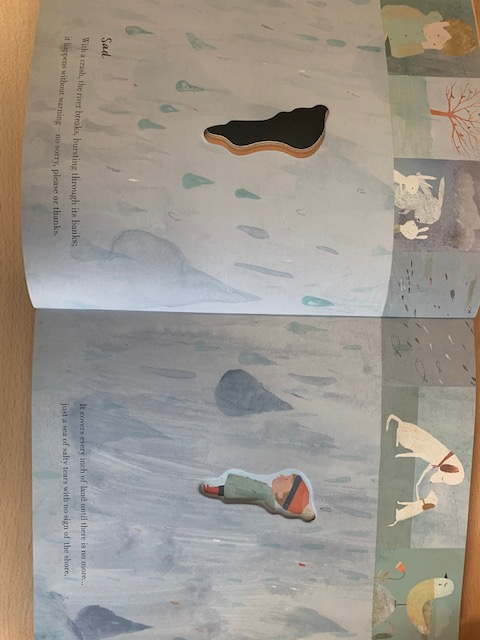 Sad
With a crash, the river breaks, bursting through its banks;
it happens without warning – no sorry, please or thanks.
It covers every inch of land until there is no more...
just a sea of salty tears with no sign of the shore.